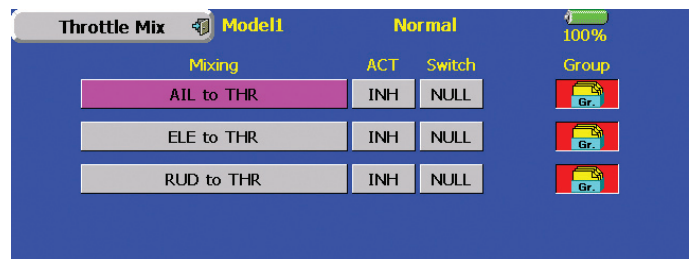 Throttle Mix Model1 Normal 100%
Mixing ACT Switch Group
AIL to THR INH NULL Gr.
ELE to THR INH NULL Gr.
RUD to THR INH NULL Gr.